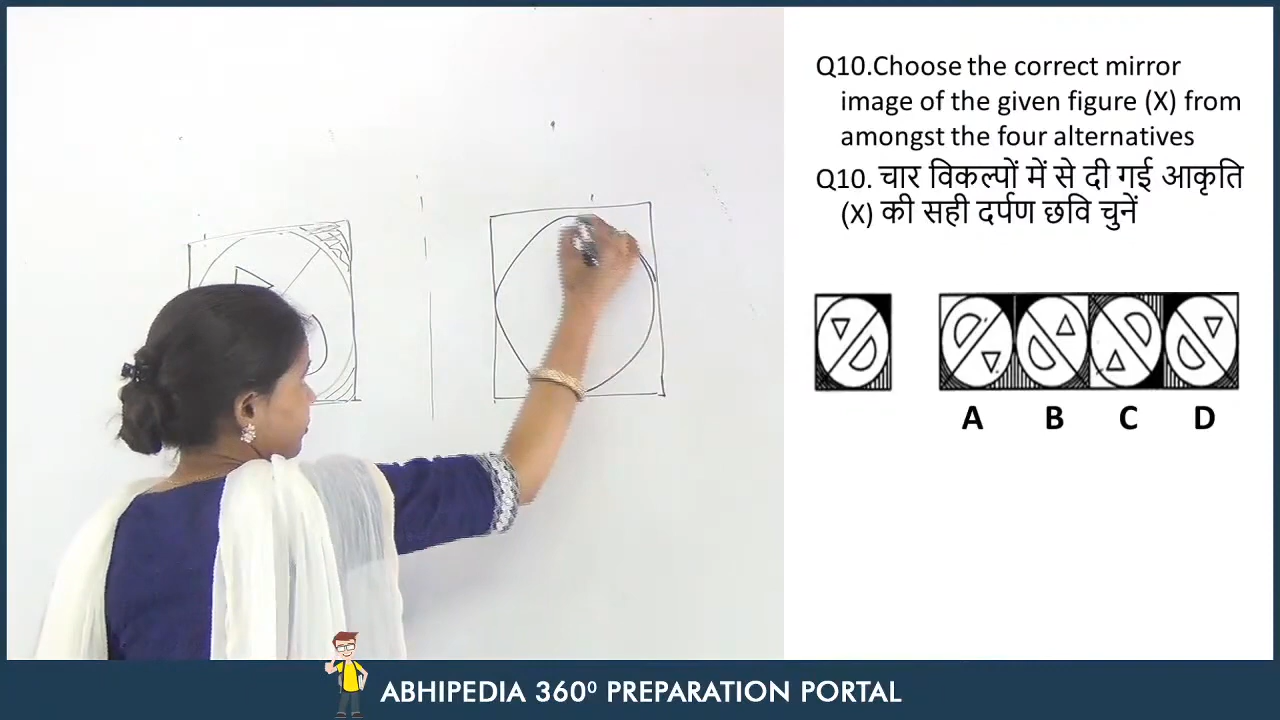 Q10.Choose the correct mirror
image of the given figure (X) from
amongst the four alternatives
Q10. चार विकल्पों में से दी गई आकृति
(X) की सही दर्पण छवि चुनें
A B C D
ABHIPEDIA 360⁰ PREPARATION PORTAL